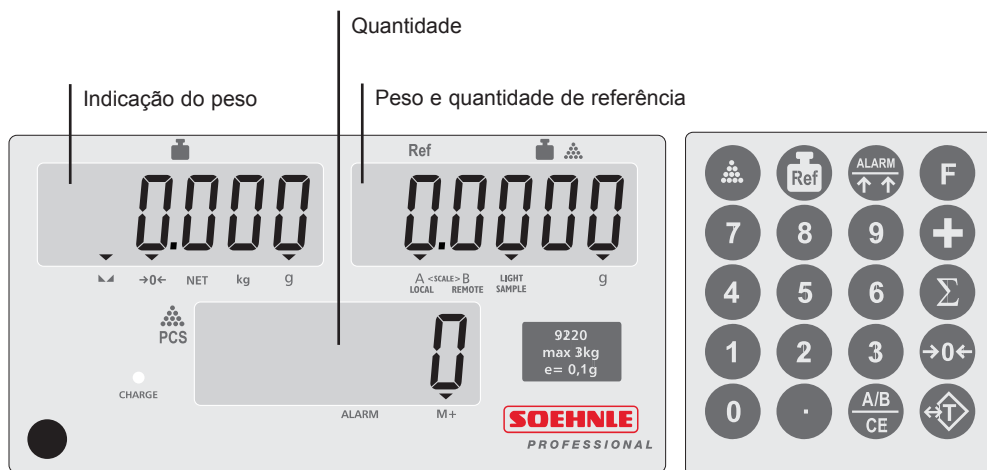 Quantidade
Indicação do peso
Peso e quantidade de referência
Ref
0.000
0.0000
→0← NET kg g
A <SCALE> B LIGHT g
LOCAL REMOTE SAMPLE
PCS
0
CHARGE
ALARM M+
9220
max 3kg
e= 0,1g
SOEHNLE
PROFESSIONAL
Ref ALARM ↑ ↑ F
7 8 9 +
4 5 6 Σ
1 2 3 →0←
0 . A/B CE ↔T